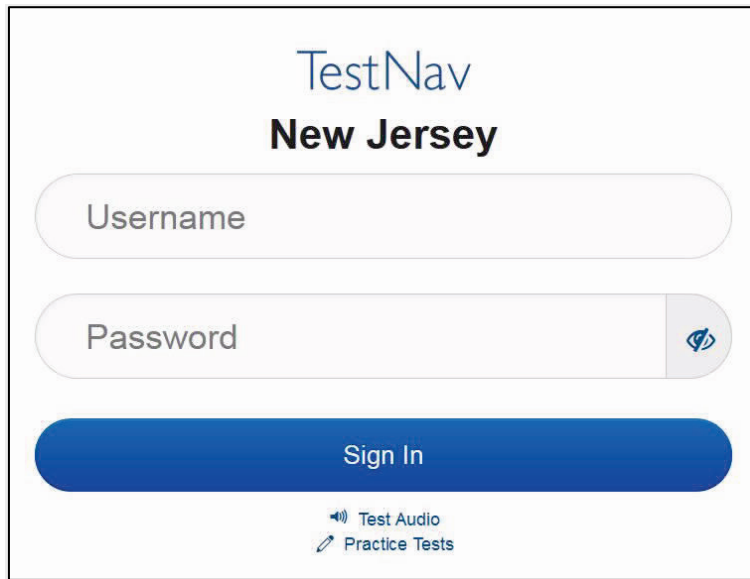 TestNav
New Jersey
Username
Password
Sign In
Test Audio
Practice Tests